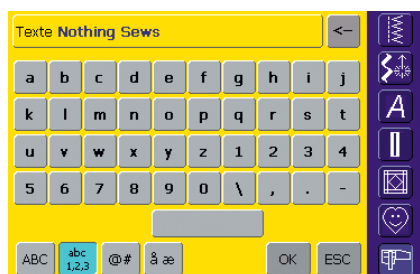 Texte Nothing Sews <-
a b c d e f g h i j
k l m n o p q r s t
u v w x y z 1 2 3 4
5 6 7 8 9 0 \ , . -
ABC abc 1,2,3 @# å æ OK ESC
A